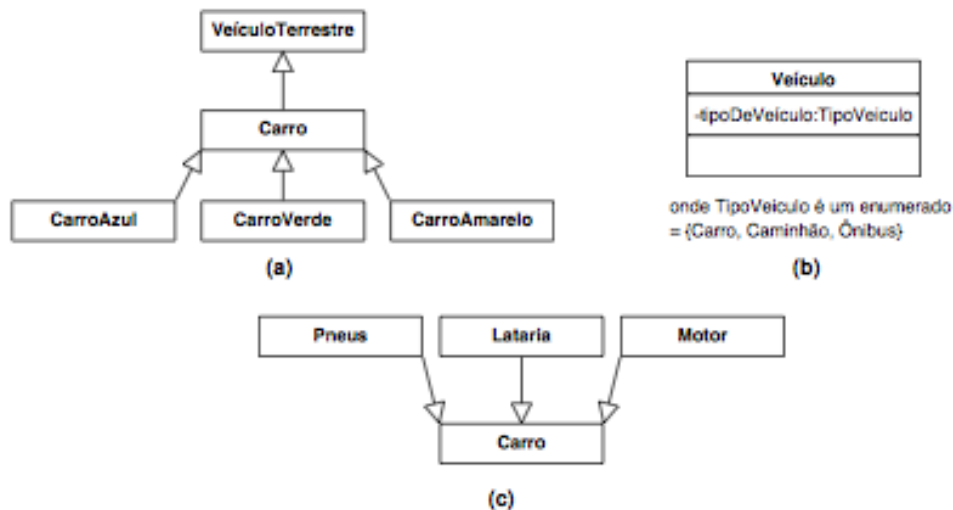 VeículoTerrestre
Carro
CarroAzul
CarroVerde
CarroAmarelo
(a)
Veículo
-tipoDeVeículo:TipoVeiculo
onde TipoVeiculo é um enumerado
= {Carro, Caminhão, Ônibus}
(b)
Pneus
Lataria
Motor
Carro
(c)